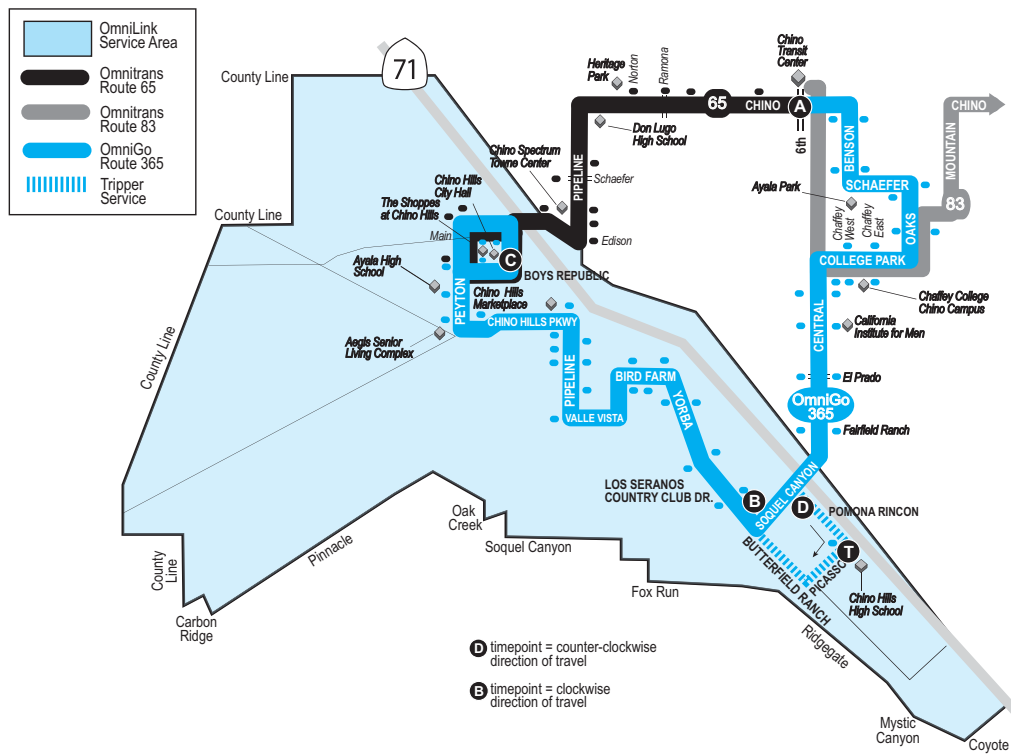 OmniLink
Service Area
Omnitrans
Route 65
Omnitrans
Route 83
OmniGo
Route 365
Tripper
Service
County Line
71
Heritage
Park
Norton
Ramona
Chino
Transit
Center
65
CHINO
A
6th
CHINO
MOUNTAIN
BENSON
Don Lugo
High School
Chino Spectrum
Towne Center
PIPELINE
Schaefer
SCHAEFER
Ayala Park
Chaffey
West
Chaffey
East
OAKS
83
Chino Hills
City Hall
The Shoppes
at Chino Hills
County Line
Main
Edison
C
BOYS REPUBLIC
COLLEGE PARK
Ayala High
School
PEYTON
Chino Hills
Marketplace
Chaffey College
Chino Campus
CENTRAL
CHINO HILLS PKWY
California
Institute for Men
Aegis Senior
Living Complex
County Line
PIPELINE
BIRD FARM
El Prado
YORBA
OmniGo
365
VALLE VISTA
Fairfield Ranch
LOS SERANOS
COUNTRY CLUB DR.
SOQUEL CANYON
B
D
POMONA RINCON
Oak
Creek
Soquel Canyon
Pinnacle
County
Line
T
BUTTERFIELD RANCH
PICASSO
Chino Hills
High School
Fox Run
Carbon
Ridge
Ridgegate
D timepoint = counter-clockwise
direction of travel
B timepoint = clockwise
direction of travel
Mystic
Canyon
Coyote